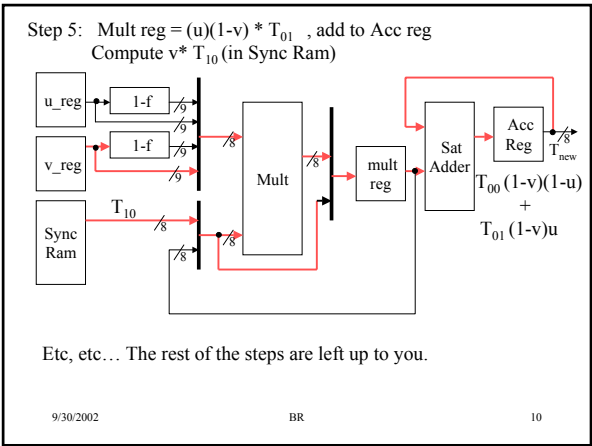 Step 5: Mult reg = (u)(1-v) * T01 , add to Acc reg
Compute v* T10 (in Sync Ram)
u_reg
1-f
9
9
v_reg
1-f
9
9
8
Mult
8
mult
reg
Sat
Adder
Acc
Reg
8
Tnew
T00 (1-v)(1-u)
+
T01 (1-v)u
Sync
Ram
T10
8
8
8
Etc, etc… The rest of the steps are left up to you.
9/30/2002
BR
10